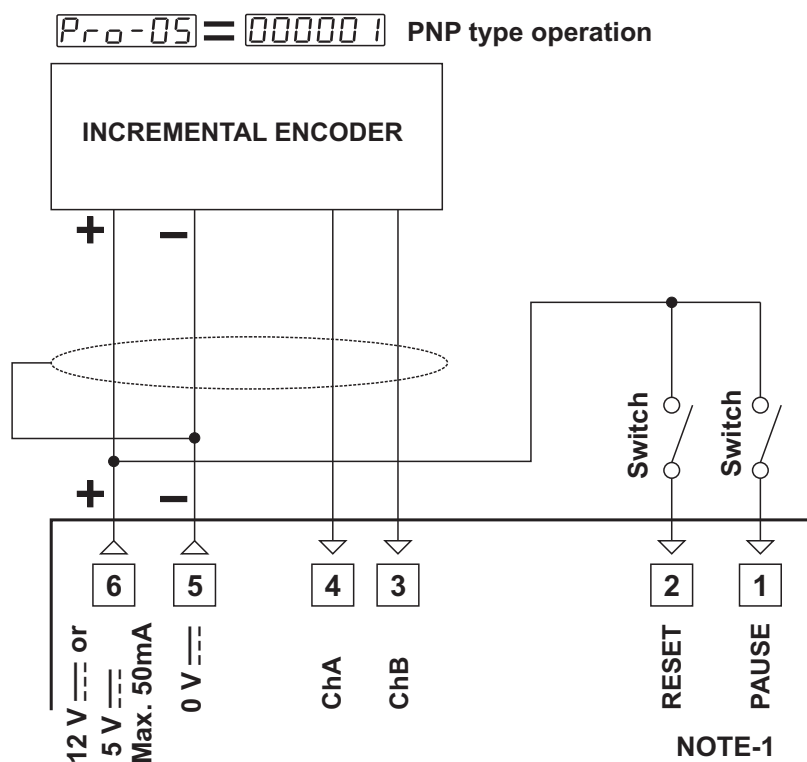 Pro-05 = 000001 PNP type operation
INCREMENTAL ENCODER
+ −
Switch
Switch
+ −
6 5 4 3 2 1
12 V ⎓ or
5 V ⎓
Max. 50mA
0 V ⎓
ChA
ChB
RESET
PAUSE
NOTE-1